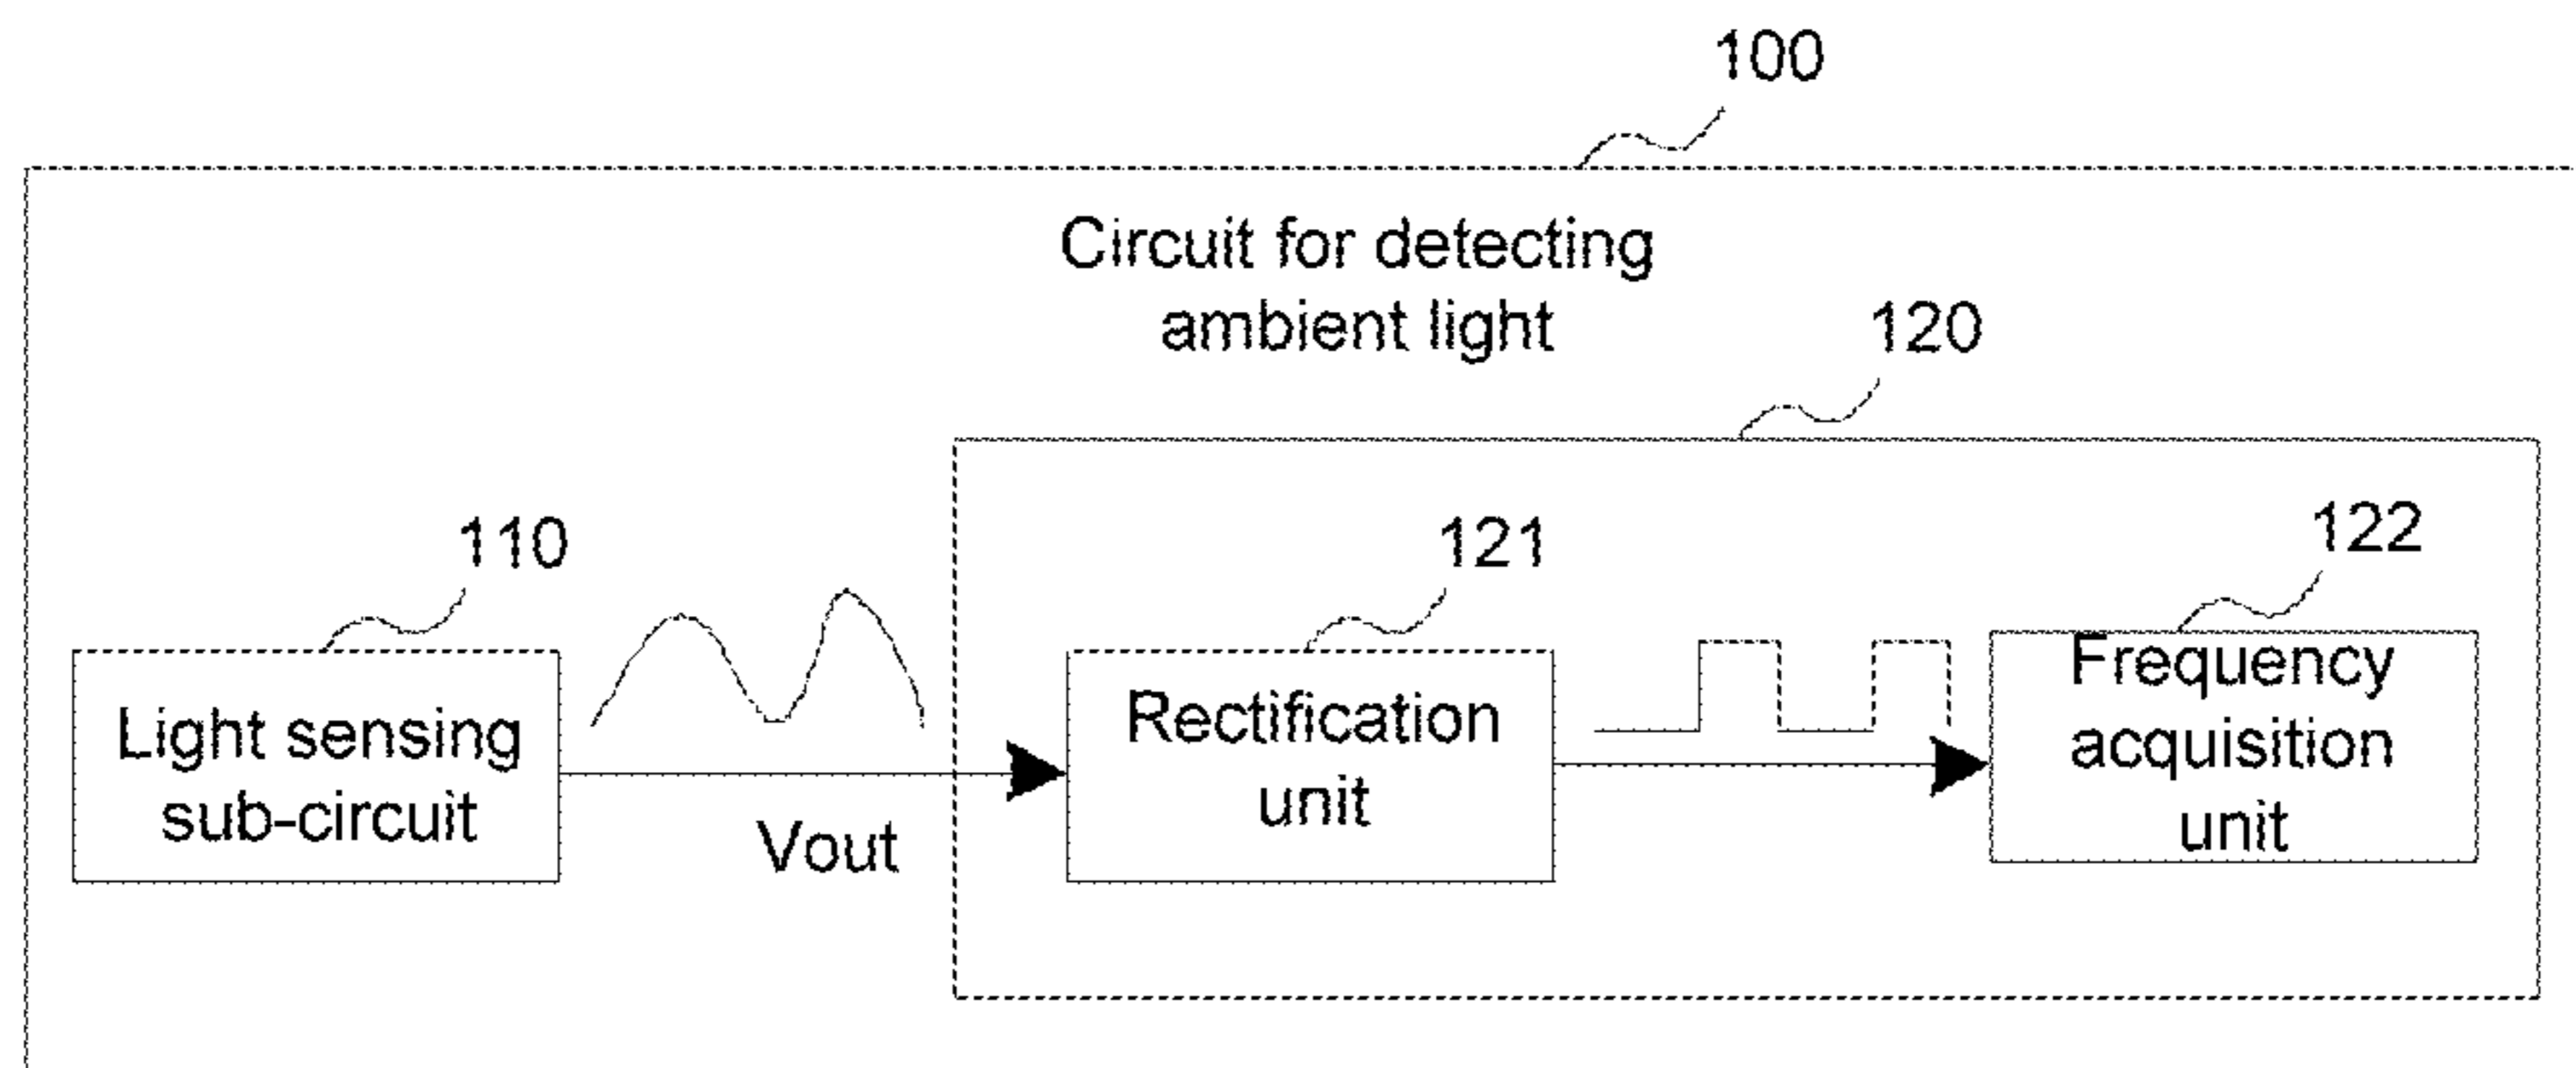 100
Circuit for detecting
ambient light
120
110
121
122
Light sensing
sub-circuit
Vout
Rectification
unit
Frequency
acquisition
unit